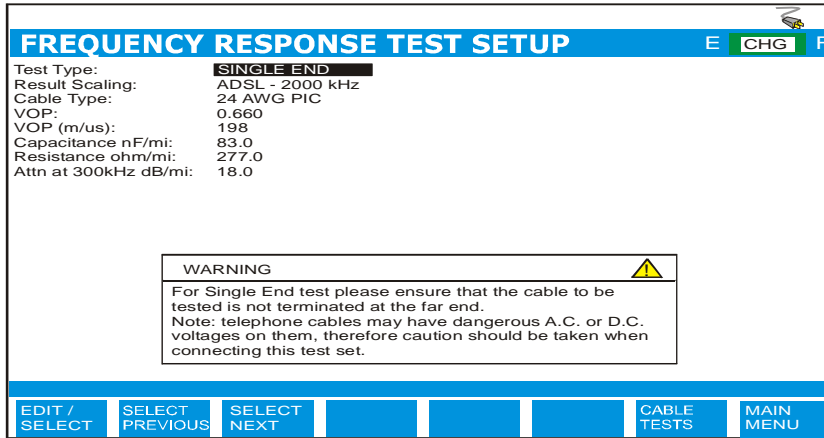 FREQUENCY RESPONSE TEST SETUP E CHG F
Test Type: SINGLE END
Result Scaling: ADSL - 2000 kHz
Cable Type: 24 AWG PIC
VOP: 0.660
VOP (m/us): 198
Capacitance nF/mi: 83.0
Resistance ohm/mi: 277.0
Attn at 300kHz dB/mi: 18.0
WARNING
For Single End test please ensure that the cable to be
tested is not terminated at the far end.
Note: telephone cables may have dangerous A.C. or D.C.
voltages on them, therefore caution should be taken when
connecting this test set.
EDIT / SELECT SELECT CABLE MAIN
SELECT PREVIOUS NEXT TESTS MENU